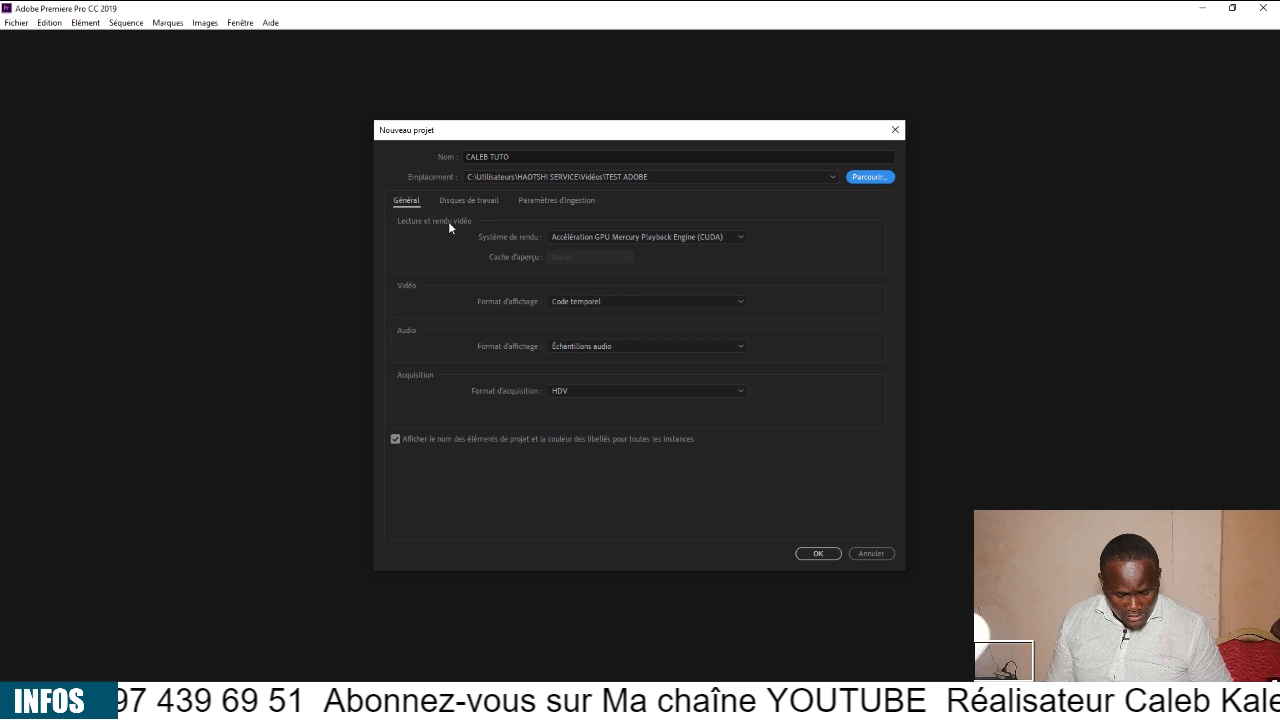 Adobe Premiere Pro CC 2019
Fichier Edition Elément Séquence Marques Images Fenêtre Aide
Nouveau projet
Nom : CALEB TUTO
Emplacement : C:\Utilisateurs\HAOTSHI SERVICE\Vidéos\TEST ADOBE Parcourir...
Général Disques de travail Paramètres d'ingestion
Lecture et rendu vidéo
Système de rendu : Accélération GPU Mercury Playback Engine (CUDA)
Cache d'aperçu : Aucun
Vidéo
Format d'affichage : Code temporel
Audio
Format d'affichage : Échantillons audio
Acquisition
Format d'acquisition : HDV
Afficher le nom des éléments de projet et la couleur des libellés pour toutes les instances
OK Annuler
INFOS 97 439 69 51 Abonnez-vous sur Ma chaîne YOUTUBE Réalisateur Caleb Kale